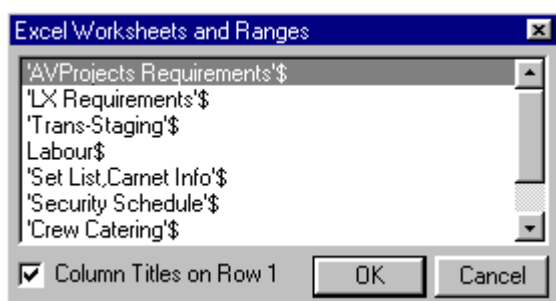 Excel Worksheets and Ranges
'AVProjects Requirements'$
'LX Requirements'$
'Trans-Staging'$
Labour$
'Set List,Carnet Info'$
'Security Schedule'$
'Crew Catering'$
Column Titles on Row 1
OK
Cancel